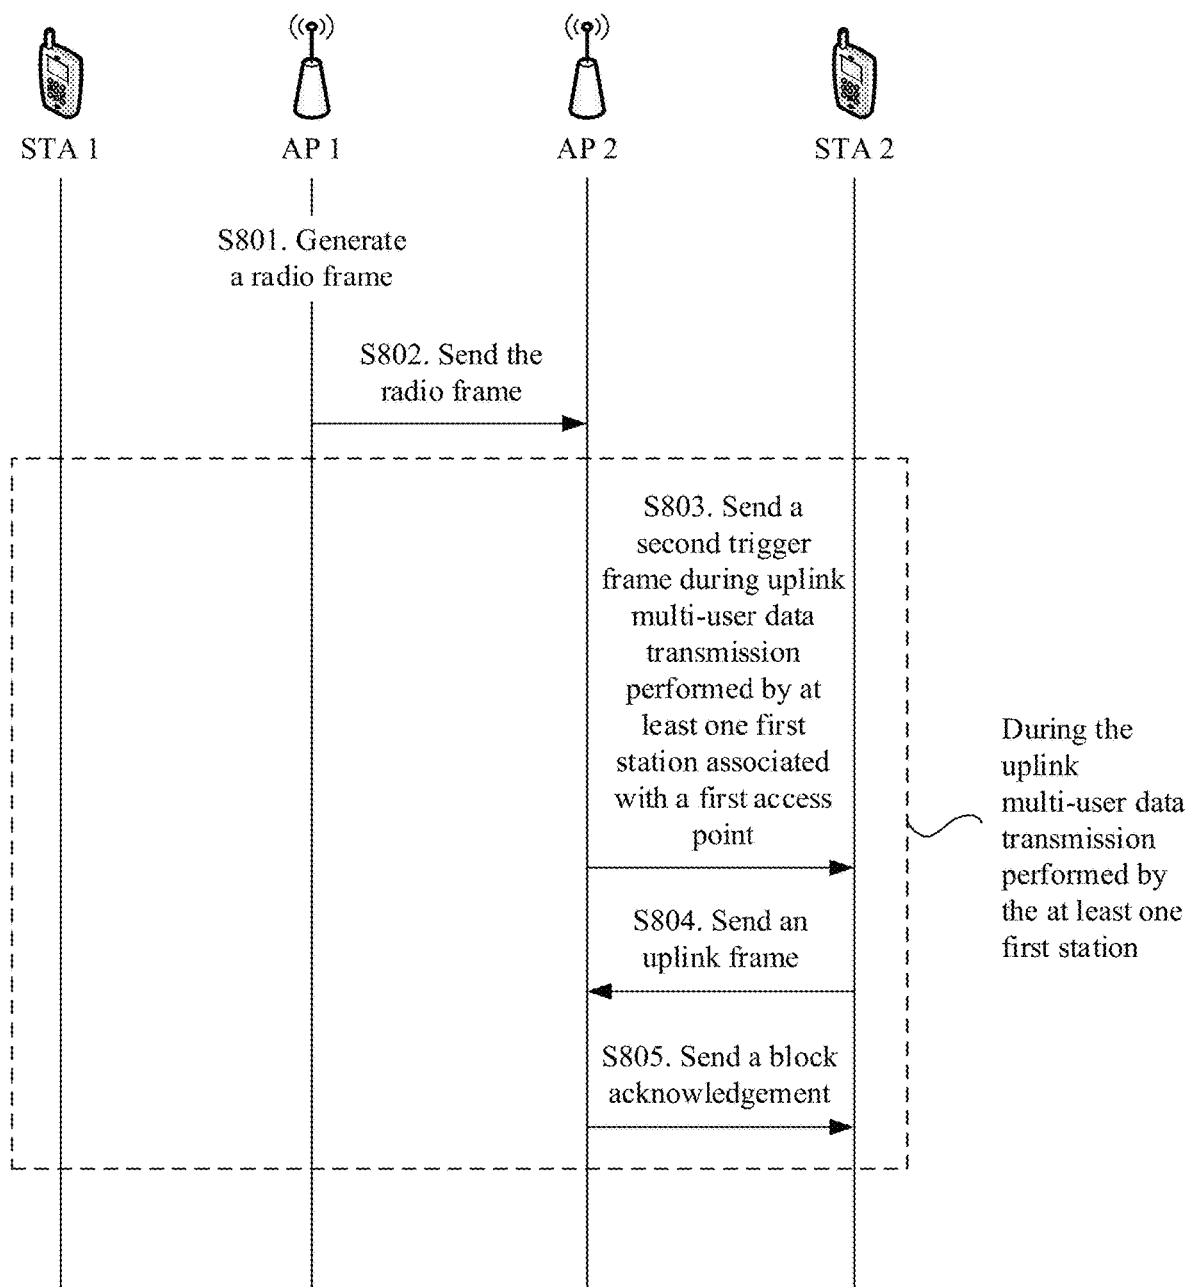 STA 1
AP 1
AP 2
STA 2
S801. Generate
a radio frame
S802. Send the
radio frame
S803. Send a
second trigger
frame during uplink
multi-user data
transmission
performed by at
least one first
station associated
with a first access
point
During the
uplink
multi-user data
transmission
performed by
the at least one
first station
S804. Send an
uplink frame
S805. Send a block
acknowledgement